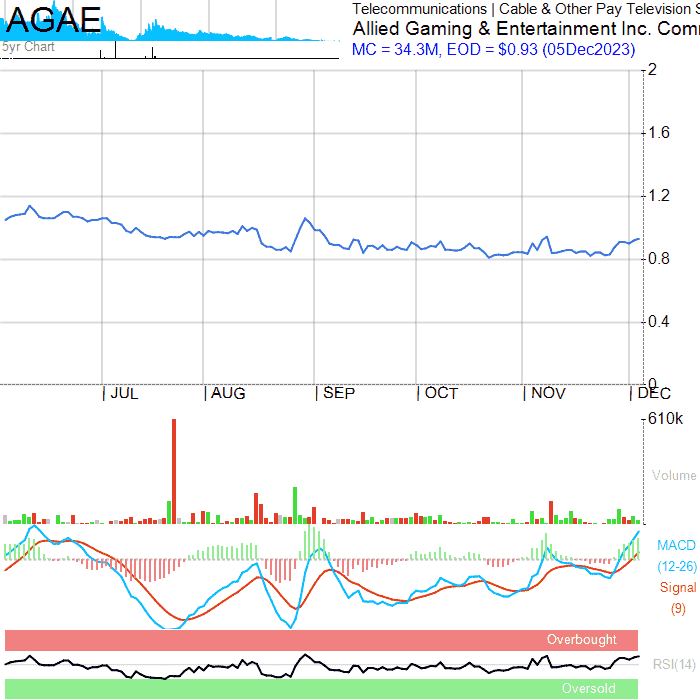 AGAE
5yr Chart
Telecommunications | Cable & Other Pay Television S
Allied Gaming & Entertainment Inc. Com
MC = 34.3M, EOD = $0.93 (05Dec2023)
2
1.6
1.2
0.8
0.4
0
| JUL | AUG | SEP | OCT | NOV | DEC
610k
Volume
MACD
(12-26)
Signal
(9)
Overbought
RSI(14)
Oversold